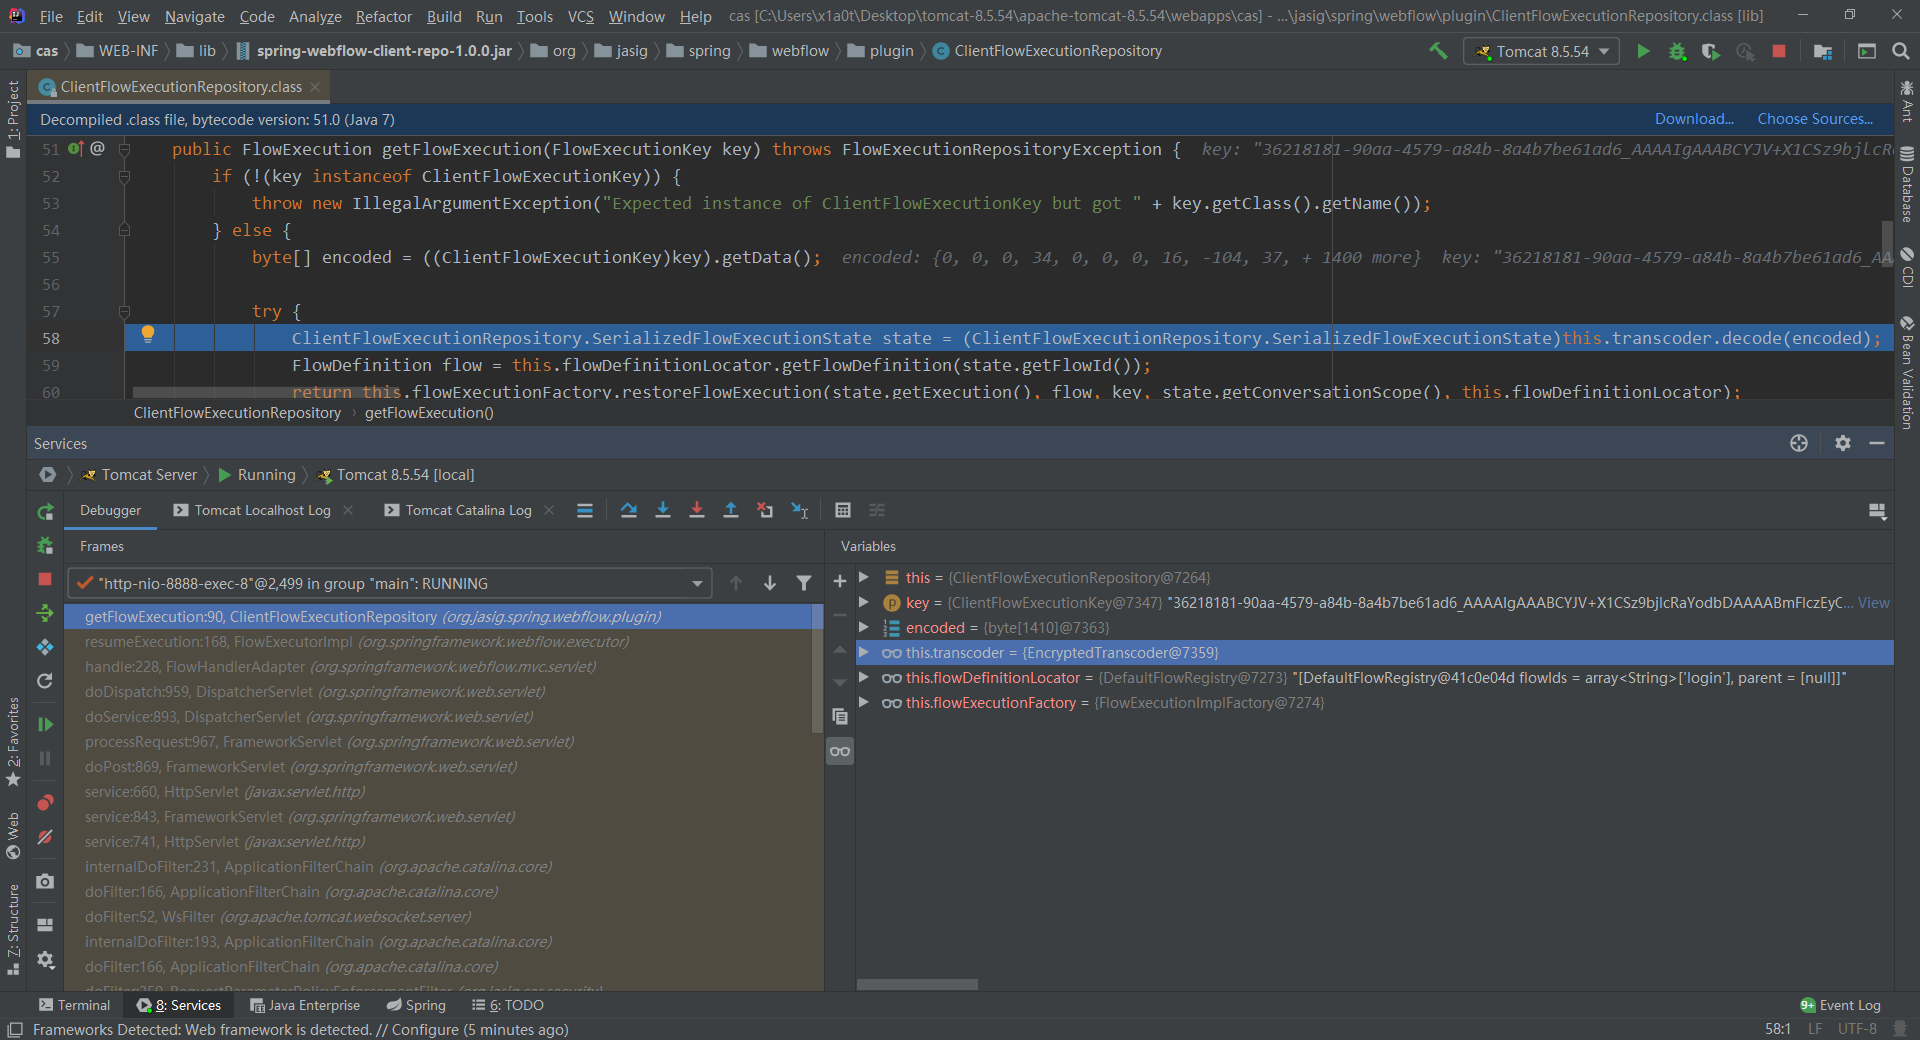 File Edit View Navigate Code Analyze Refactor Build Run Tools VCS Window Help cas [C:\Users\x1a0t\Desktop\tomcat-8.5.54\apache-tomcat-8.5.54\webapps\cas] - ...\jasig\spring\webflow\plugin\ClientFlowExecutionRepository.class [lib]
cas WEB-INF lib spring-webflow-client-repo-1.0.0.jar org jasig spring webflow plugin ClientFlowExecutionRepository Tomcat 8.5.54
ClientFlowExecutionRepository.class
Decompiled .class file, bytecode version: 51.0 (Java 7) Download... Choose Sources...
51 public FlowExecution getFlowExecution(FlowExecutionKey key) throws FlowExecutionRepositoryException { key: "36218181-90aa-4579-a84b-8a4b7be61ad6_AAAAIgAAABCYJV+X1CSz9bjlcR
52 if (!(key instanceof ClientFlowExecutionKey)) {
53 throw new IllegalArgumentException("Expected instance of ClientFlowExecutionKey but got " + key.getClass().getName());
54 } else {
55 byte[] encoded = ((ClientFlowExecutionKey)key).getData(); encoded: {0, 0, 0, 34, 0, 0, 0, 16, -104, 37, + 1400 more} key: "36218181-90aa-4579-a84b-8a4b7be61ad6_AA
56
57 try {
58 ClientFlowExecutionRepository.SerializedFlowExecutionState state = (ClientFlowExecutionRepository.SerializedFlowExecutionState)this.transcoder.decode(encoded);
59 FlowDefinition flow = this.flowDefinitionLocator.getFlowDefinition(state.getFlowId());
60 return this.flowExecutionFactory.restoreFlowExecution(state.getExecution(), flow, key, state.getConversationScope(), this.flowDefinitionLocator);
ClientFlowExecutionRepository getFlowExecution()
Services
Tomcat Server Running Tomcat 8.5.54 [local]
Debugger Tomcat Localhost Log Tomcat Catalina Log
Frames
"http-nio-8888-exec-8"@2,499 in group "main": RUNNING
getFlowExecution:90, ClientFlowExecutionRepository (org.jasig.spring.webflow.plugin)
resumeExecution:168, FlowExecutorImpl (org.springframework.webflow.executor)
handle:228, FlowHandlerAdapter (org.springframework.webflow.mvc.servlet)
doDispatch:959, DispatcherServlet (org.springframework.web.servlet)
doService:893, DispatcherServlet (org.springframework.web.servlet)
processRequest:967, FrameworkServlet (org.springframework.web.servlet)
doPost:869, FrameworkServlet (org.springframework.web.servlet)
service:660, HttpServlet (javax.servlet.http)
service:843, FrameworkServlet (org.springframework.web.servlet)
service:741, HttpServlet (javax.servlet.http)
internalDoFilter:231, ApplicationFilterChain (org.apache.catalina.core)
doFilter:166, ApplicationFilterChain (org.apache.catalina.core)
doFilter:52, WsFilter (org.apache.tomcat.websocket.server)
internalDoFilter:193, ApplicationFilterChain (org.apache.catalina.core)
doFilter:166, ApplicationFilterChain (org.apache.catalina.core)
doFilter:250, RequestParameterPolicyEnforcementFilter (org.jasig.cas.security)
Variables
this = {ClientFlowExecutionRepository@7264}
key = {ClientFlowExecutionKey@7347} "36218181-90aa-4579-a84b-8a4b7be61ad6_AAAAIgAAABCYJV+X1CSz9bjlcRaYodbDAAAABmFlczEyC... View
encoded = {byte[1410]@7363}
this.transcoder = {EncryptedTranscoder@7359}
this.flowDefinitionLocator = {DefaultFlowRegistry@7273} "[DefaultFlowRegistry@41c0e04d flowIds = array<String>['login'], parent = [null]]"
this.flowExecutionFactory = {FlowExecutionImplFactory@7274}
1: Project
2: Favorites
Web
7: Structure
Ant
Database
CDI
Bean Validation
Terminal 8: Services Java Enterprise Spring 6: TODO 9+ Event Log
Frameworks Detected: Web framework is detected. // Configure (5 minutes ago) 58:1 LF UTF-8